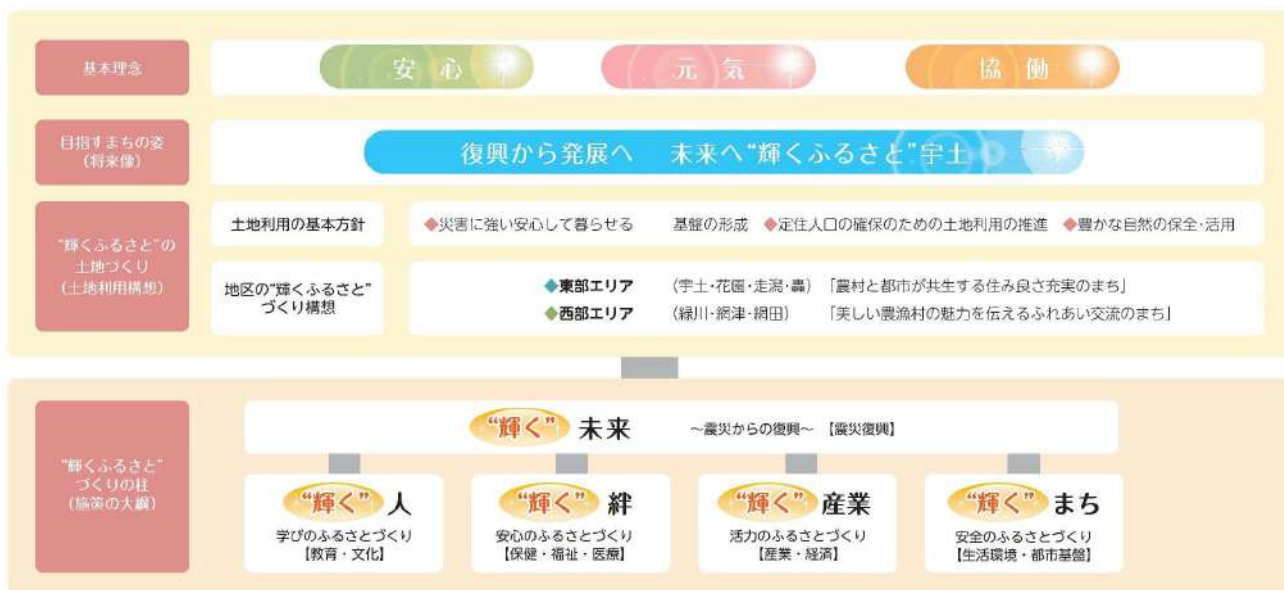 基本理念
安心
元気
協働
目指すまちの姿
(将来像)
復興から発展へ　未来へ“輝くふるさと”宇土
“輝くふるさと”の
土地づくり
(土地利用構想)
土地利用の基本方針
◆災害に強い安心して暮らせる　基盤の形成 ◆定住人口の確保のための土地利用の推進 ◆豊かな自然の保全・活用
地区の“輝くふるさと”
づくり構想
◆東部エリア　(宇土・花園・走潟・轟)「農村と都市が共生する住み良さ充実のまち」
◆西部エリア　(緑川・網津・網田)「美しい農漁村の魅力を伝えるふれあい交流のまち」
“輝くふるさと”
づくりの柱
(施策の大綱)
“輝く”未来　～震災からの復興～【震災復興】
“輝く”人
学びのふるさとづくり
【教育・文化】
“輝く”絆
安心のふるさとづくり
【保健・福祉・医療】
“輝く”産業
活力のふるさとづくり
【産業・経済】
“輝く”まち
安全のふるさとづくり
【生活環境・都市基盤】